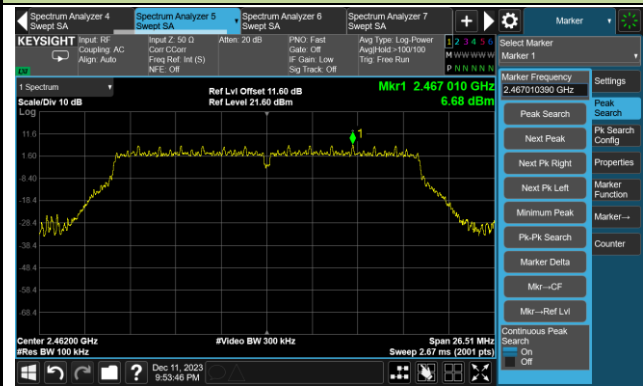 Spectrum Analyzer 4
Swept SA
Spectrum Analyzer 5
Swept SA
Spectrum Analyzer 6
Swept SA
Spectrum Analyzer 7
Swept SA
Marker
KEYSIGHT
Input: RF
Coupling: AC
Align: Auto
Input Z: 50 Ω
Corr CCorr
Freq Ref: Int (S)
NFE: Off
Atten: 20 dB
PNO: Fast
Gate: Off
IF Gain: Low
Sig Track: Off
Avg Type: Log-Power
Avg|Hold:>100/100
Trig: Free Run
1 2 3 4 5 6
M W W W W W
P N N N N N
Select Marker
Marker 1
1 Spectrum
Scale/Div 10 dB
Log
Ref Lvl Offset 11.60 dB
Ref Level 21.60 dBm
Mkr1 2.467 010 GHz
6.68 dBm
11.6
1.60
-8.40
-18.4
-28.4
-38.4
-48.4
-58.4
-68.4
1
Center 2.46200 GHz
#Res BW 100 kHz
#Video BW 300 kHz
Span 26.51 MHz
Sweep 2.67 ms (2001 pts)
Marker Frequency
2.467010390 GHz
Peak Search
Next Peak
Next Pk Right
Next Pk Left
Minimum Peak
Pk-Pk Search
Marker Delta
Mkr→CF
Mkr→Ref Lvl
Continuous Peak
Search
On
Off
Settings
Peak
Search
Pk Search
Config
Properties
Marker
Function
Marker→
Counter
Dec 11, 2023
9:53:46 PM